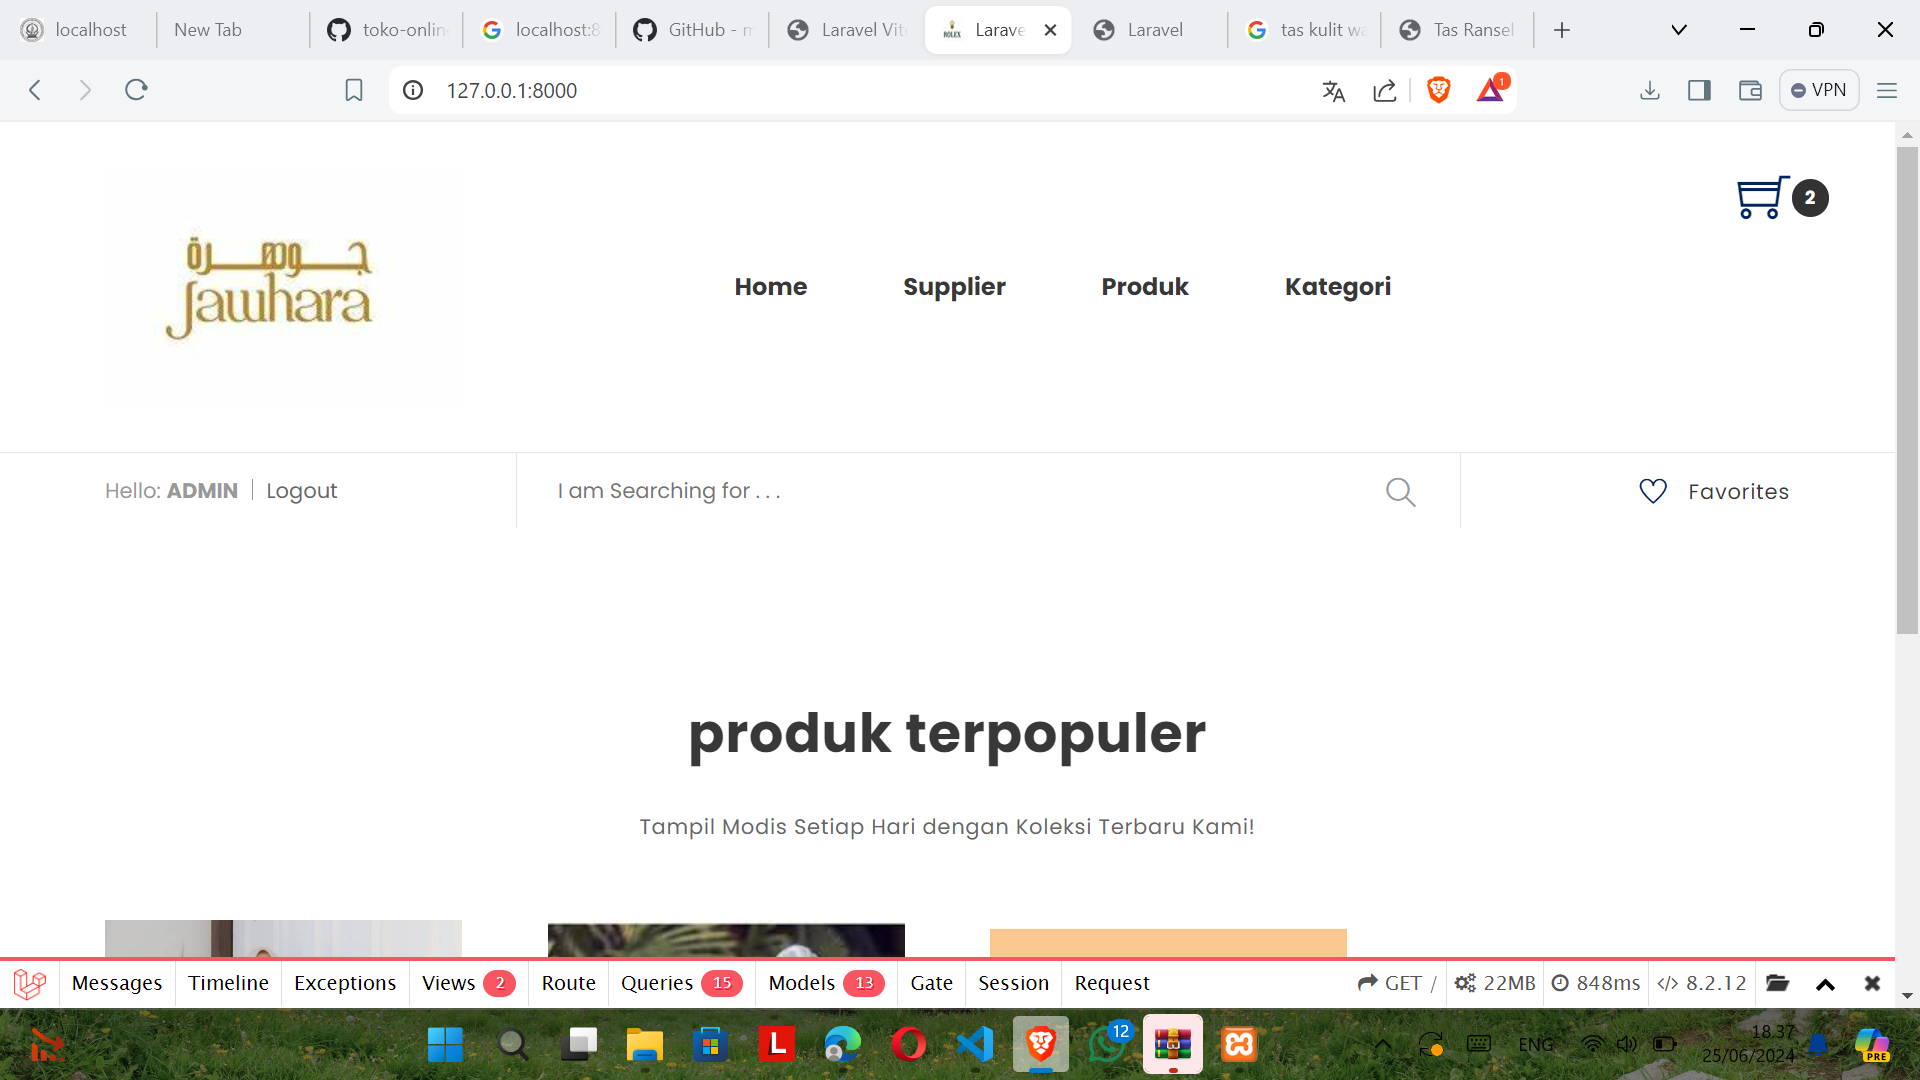 localhost
New Tab
toko-onlin
localhost:8
GitHub - m
Laravel Vite
Larave
Laravel
tas kulit wa
Tas Ransel
127.0.0.1:8000
1
VPN
2
جوهرة
Jawhara
Home
Supplier
Produk
Kategori
Hello: ADMIN
Logout
I am Searching for . . .
Favorites
produk terpopuler
Tampil Modis Setiap Hari dengan Koleksi Terbaru Kami!
Messages
Timeline
Exceptions
Views 2
Route
Queries 15
Models 13
Gate
Session
Request
GET /
22MB
848ms
8.2.12
L
12
PRE
ENG
18.37
25/06/2024